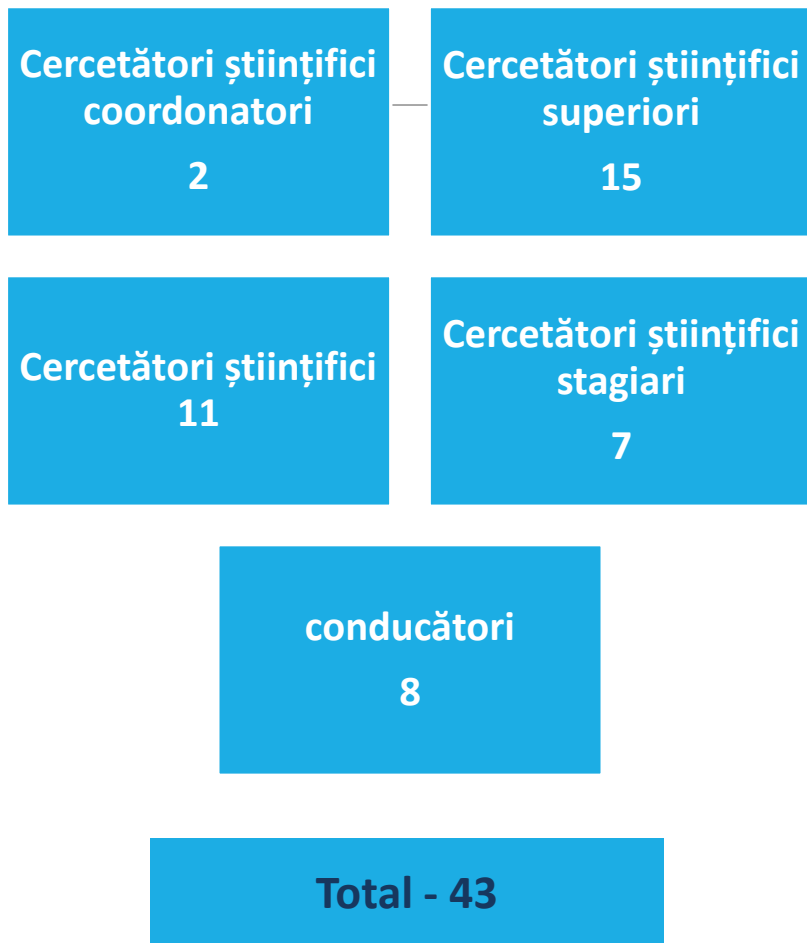 Cercetători științifici
coordonatori
2
Cercetători științifici
superiori
15
Cercetători științifici
11
Cercetători științifici
stagiari
7
conducători
8
Total - 43